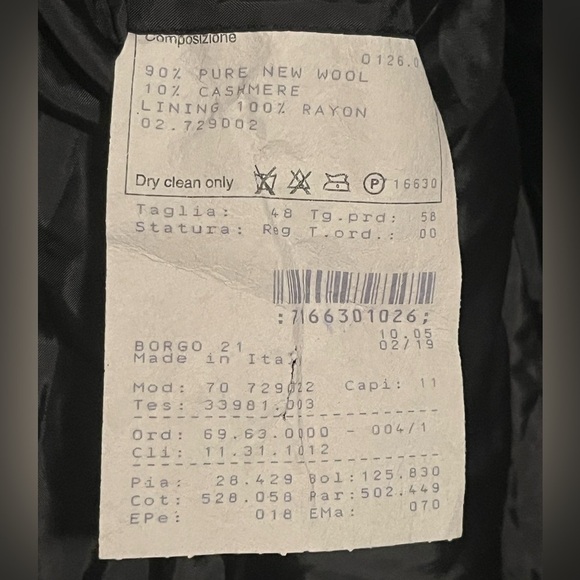 Composizione
0126.0
90% PURE NEW WOOL
10% CASHMERE
LINING 100% RAYON
02.729002
Dry clean only P 16630
Taglia: 48 Tg.prd: 58
Statura: Reg T.ord.: 00
:7166301026;
10.05
BORGO 21 02/19
Made in Ita
Mod: 70 729022 Capi: 11
Tes: 33981.003
Ord: 69.63.0000 - 004/1
Cli: 11.31.1012
Pia: 28.429 Bol:125.830
Cot: 528.058 Par:502.449
EPe: 018 EMa: 070